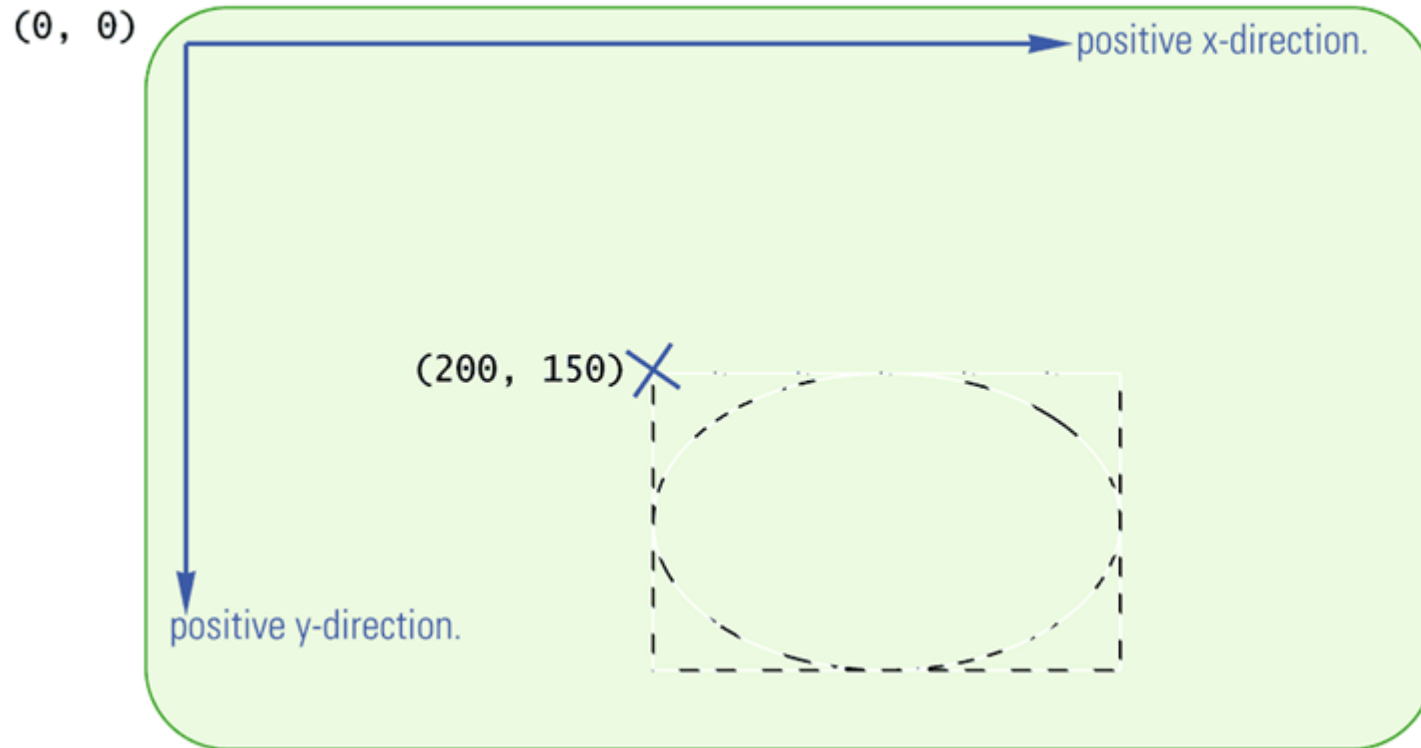 (0, 0)
positive x-direction.
(200, 150)
positive y-direction.